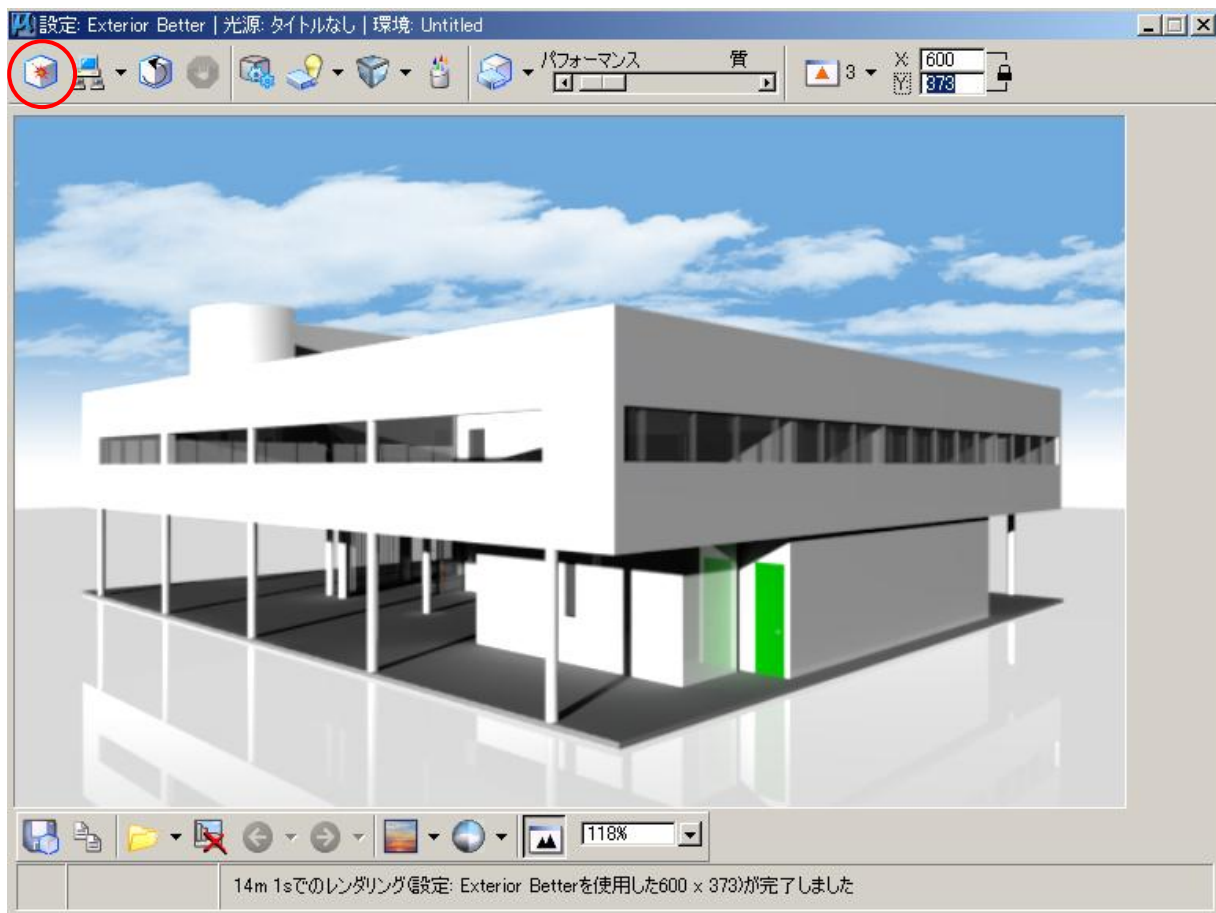 設定: Exterior Better | 光源: タイトルなし | 環境: Untitled
パフォーマンス 質
3
X: 600
Y: 373
118%
14m 1sでのレンダリング(設定: Exterior Betterを使用した600 x 373)が完了しました